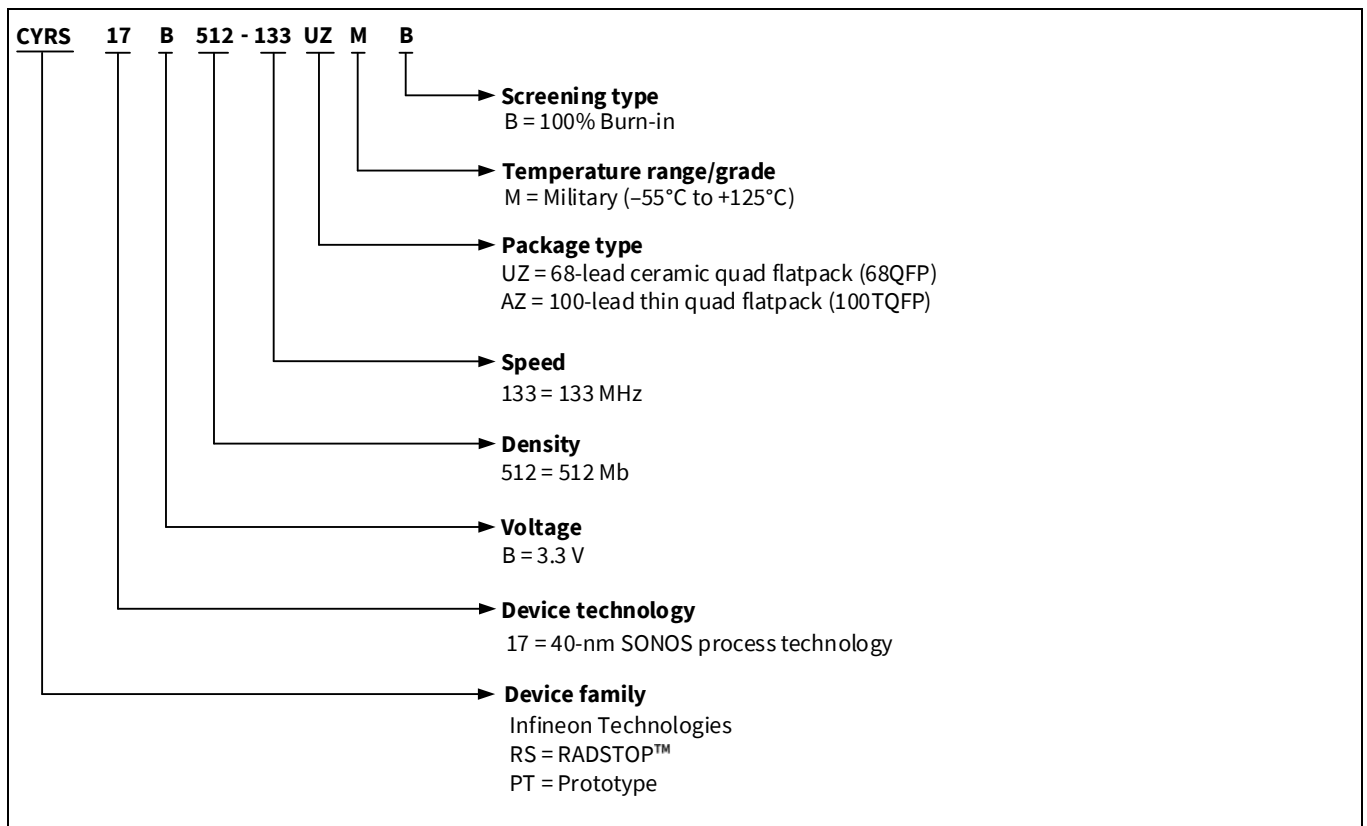 CYRS 17 B 512 - 133 UZ M B
Screening type
B = 100% Burn-in
Temperature range/grade
M = Military (–55°C to +125°C)
Package type
UZ = 68-lead ceramic quad flatpack (68QFP)
AZ = 100-lead thin quad flatpack (100TQFP)
Speed
133 = 133 MHz
Density
512 = 512 Mb
Voltage
B = 3.3 V
Device technology
17 = 40-nm SONOS process technology
Device family
Infineon Technologies
RS = RADSTOP™
PT = Prototype